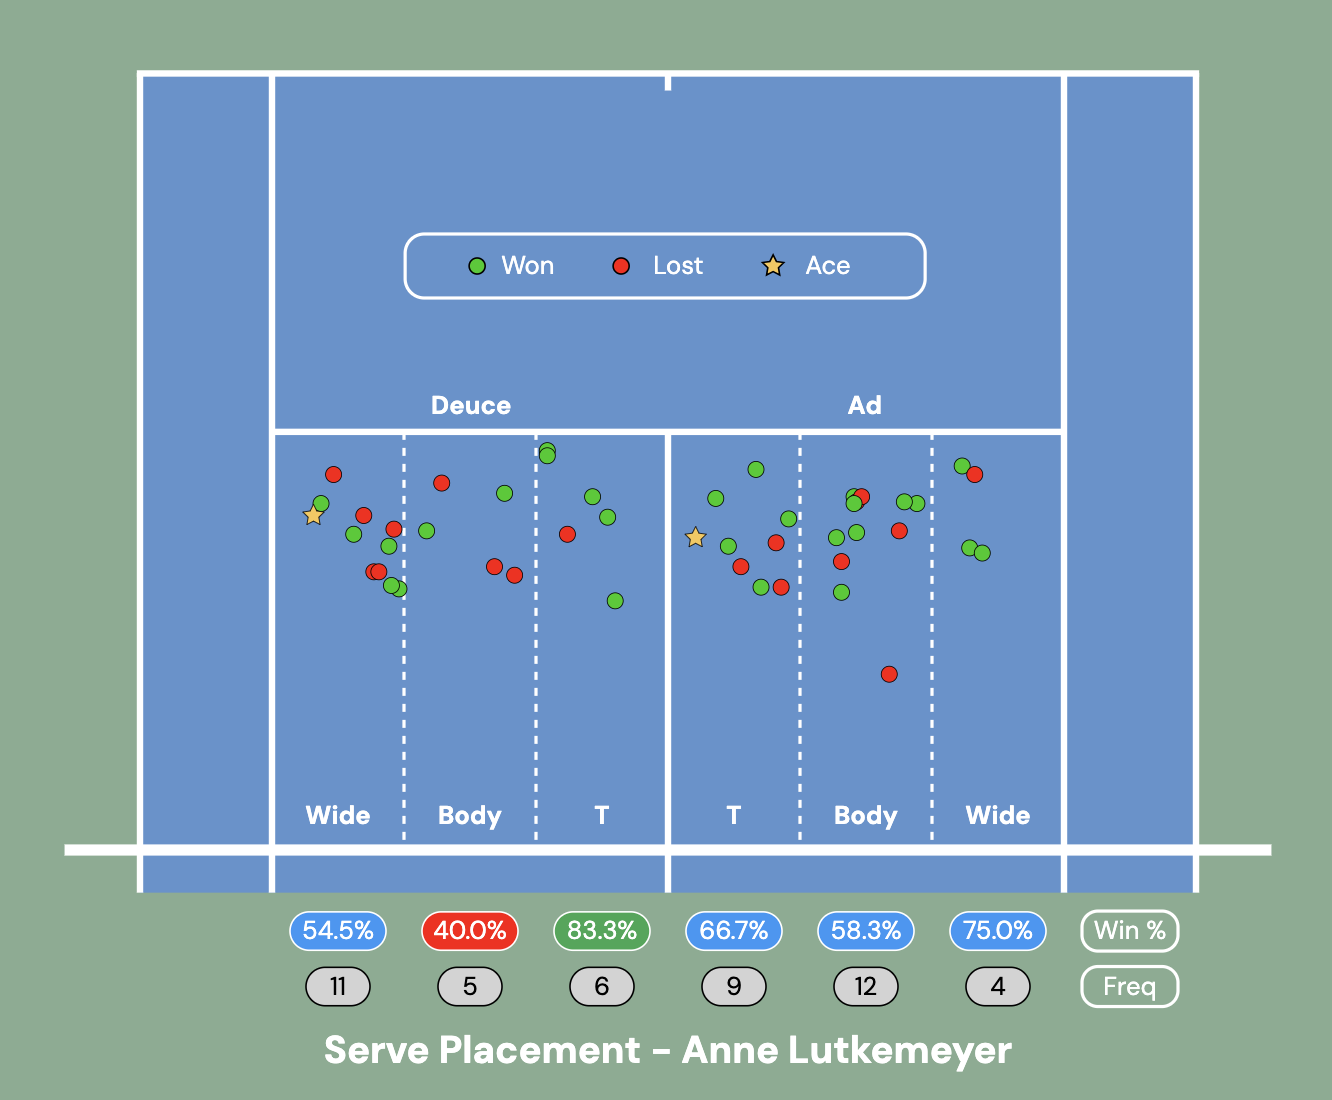 Won Lost Ace
Deuce Ad
Wide Body T T Body Wide
54.5% 40.0% 83.3% 66.7% 58.3% 75.0% Win %
11 5 6 9 12 4 Freq
Serve Placement – Anne Lutkemeyer